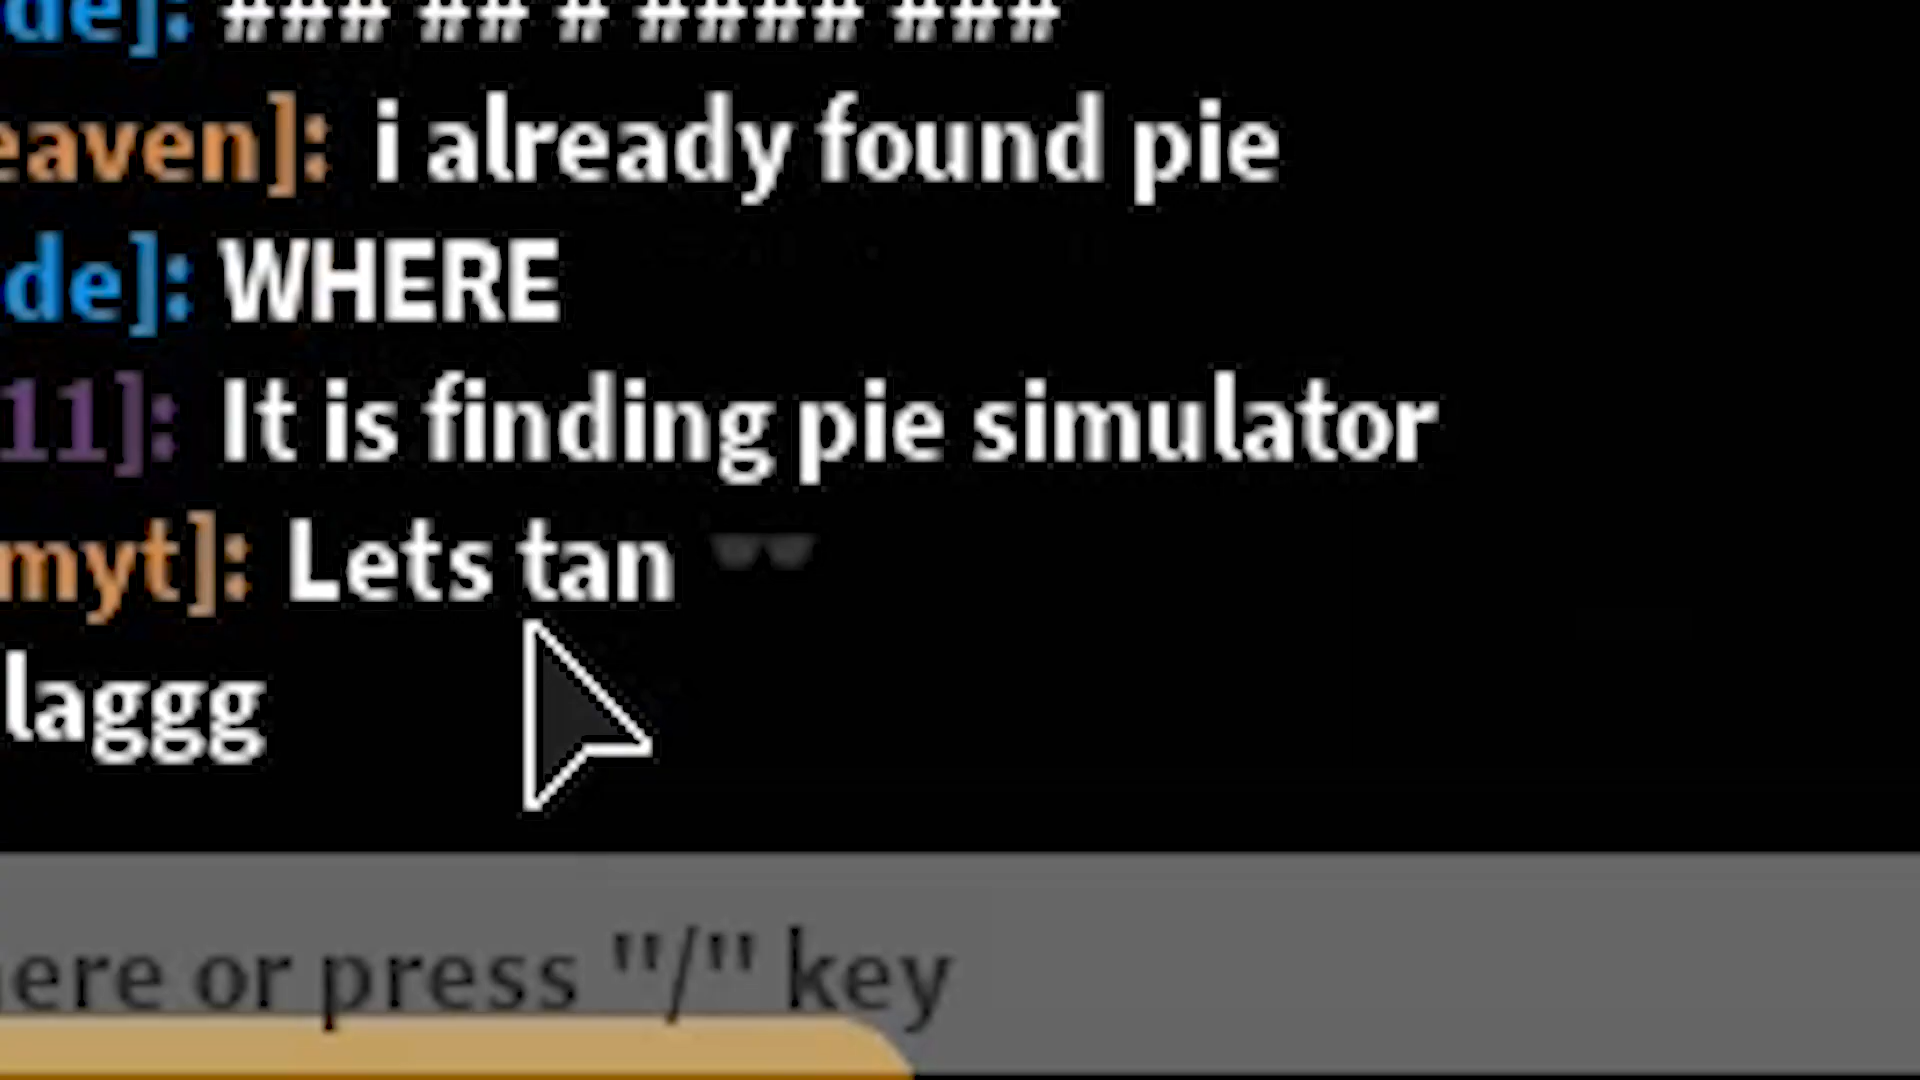 de]: ### ## # #### ###
eaven]: i already found pie
de]: WHERE
11]: It is finding pie simulator
myt]: Lets tan 🕶
laggg
here or press "/" key